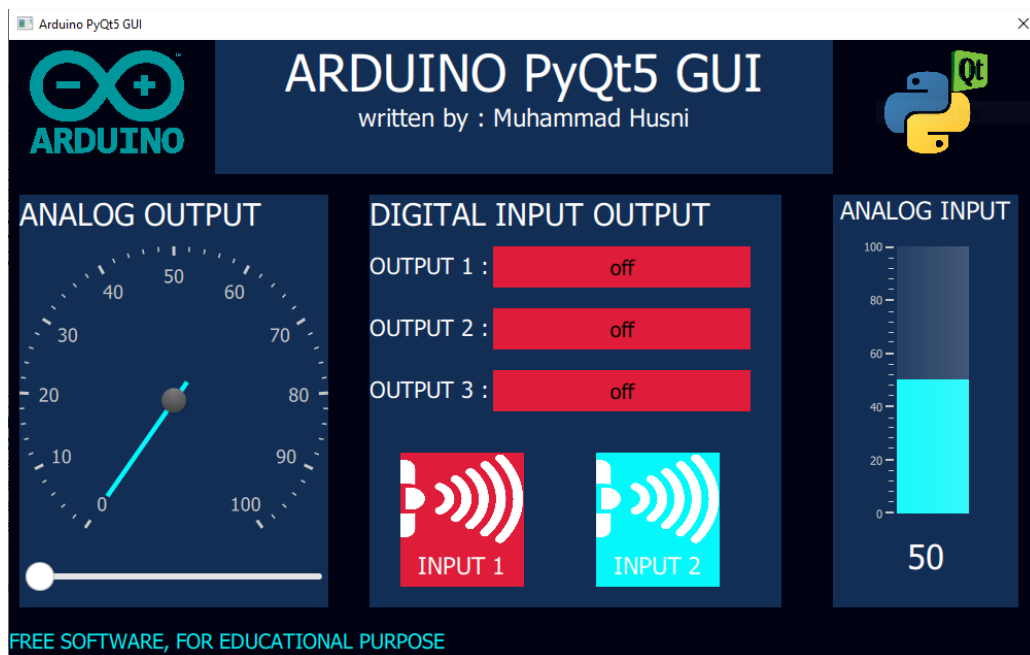 Arduino PyQt5 GUI
ARDUINO
ARDUINO PyQt5 GUI
written by : Muhammad Husni
Qt
ANALOG OUTPUT
0
10
20
30
40
50
60
70
80
90
100
DIGITAL INPUT OUTPUT
OUTPUT 1 : off
OUTPUT 2 : off
OUTPUT 3 : off
INPUT 1
INPUT 2
ANALOG INPUT
100
80
60
40
20
0
50
FREE SOFTWARE, FOR EDUCATIONAL PURPOSE